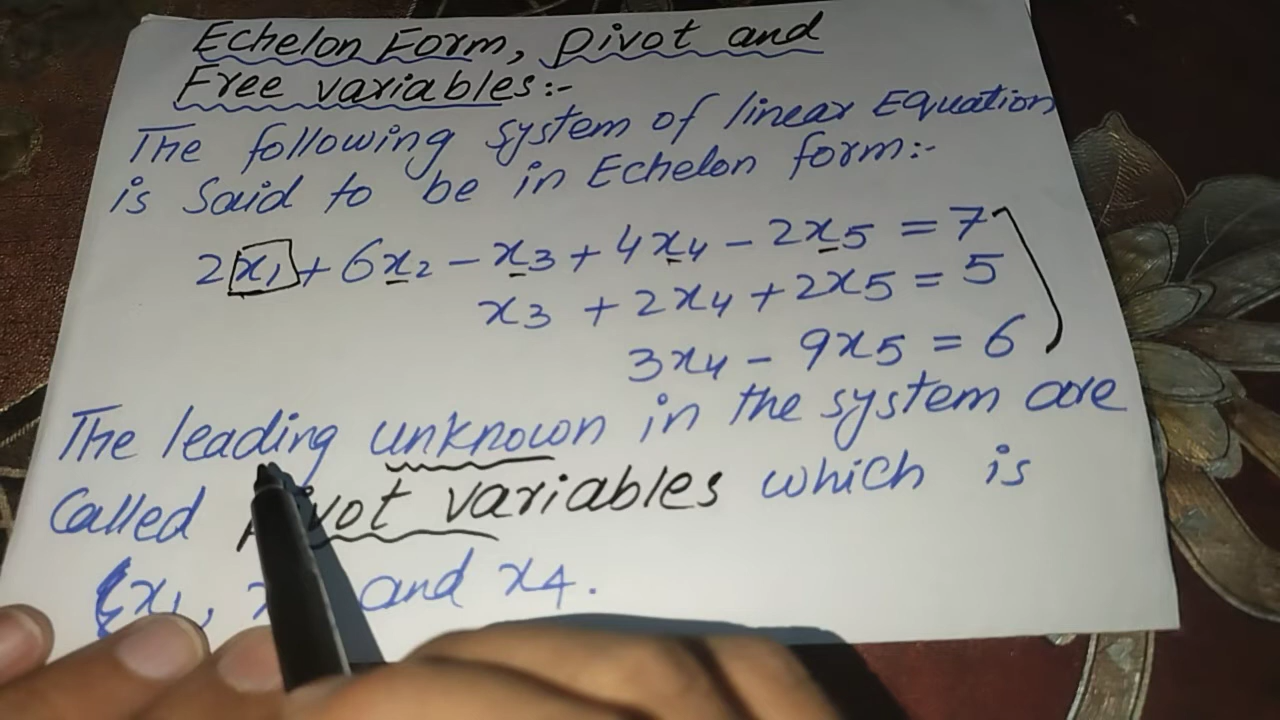 Echelon Form, pivot and
Free variables:-
The following system of linear Equation
is Said to be in Echelon form:-
2x₁ + 6x₂ - x₃ + 4x₄ - 2x₅ = 7
x₃ + 2x₄ + 2x₅ = 5
3x₄ - 9x₅ = 6
The leading unknown in the system are
Called pivot variables which is
x₁, and x₄.